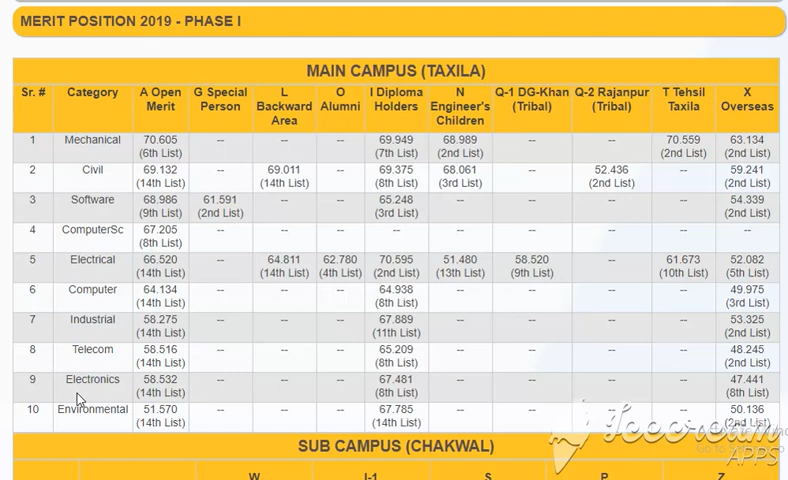 MERIT POSITION 2019 - PHASE I
MAIN CAMPUS (TAXILA)
Sr. # Category A Open Merit G Special Person L Backward Area O Alumni I Diploma Holders N Engineer's Children Q-1 DG-Khan (Tribal) Q-2 Rajanpur (Tribal) T Tehsil Taxila X Overseas
1 Mechanical 70.605 -- -- -- 69.949 68.989 -- -- 70.559 63.134
(6th List) (7th List) (2nd List) (2nd List) (2nd List)
2 Civil 69.132 -- 69.011 -- 69.375 68.061 -- 52.436 -- 59.241
(14th List) (14th List) (8th List) (3rd List) (2nd List) (2nd List)
3 Software 68.986 61.591 -- -- 65.248 -- -- -- -- 54.339
(9th List) (2nd List) (3rd List) (2nd List)
4 ComputerSc 67.205 -- -- -- -- -- -- -- -- --
(8th List)
5 Electrical 66.520 -- 64.811 62.780 70.595 51.480 58.520 -- 61.673 52.082
(14th List) (14th List) (4th List) (2nd List) (13th List) (9th List) (10th List) (5th List)
6 Computer 64.134 -- -- -- 64.938 -- -- -- -- 49.975
(14th List) (8th List) (3rd List)
7 Industrial 58.275 -- -- -- 67.889 -- -- -- -- 53.325
(14th List) (11th List) (2nd List)
8 Telecom 58.516 -- -- -- 65.209 -- -- -- -- 48.245
(14th List) (8th List) (2nd List)
9 Electronics 58.532 -- -- -- 67.481 -- -- -- -- 47.441
(14th List) (8th List) (8th List)
10 Environmental 51.570 -- -- -- 67.785 -- -- -- 50.136
(14th List) (14th List) (2nd List)
Icecream
APPS
SUB CAMPUS (CHAKWAL)
W I-1 S P Z